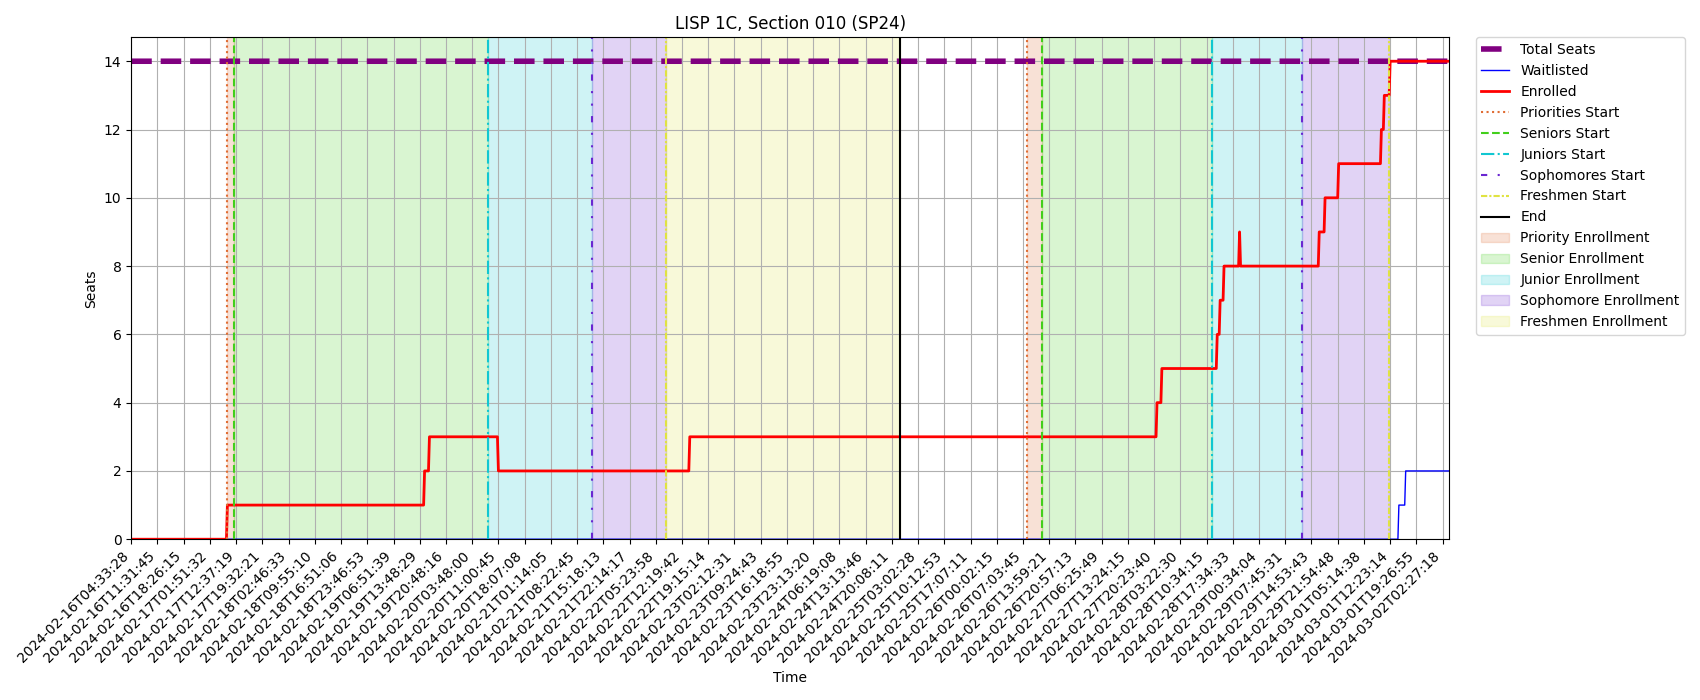 LISP 1C, Section 010 (SP24)
Seats
14
12
10
8
6
4
2
0
2024-02-16T04:33:28
2024-02-16T11:31:45
2024-02-16T18:26:15
2024-02-17T01:51:32
2024-02-17T12:37:19
2024-02-17T19:32:21
2024-02-18T02:46:33
2024-02-18T09:55:10
2024-02-18T16:51:06
2024-02-18T23:46:53
2024-02-19T06:51:39
2024-02-19T13:48:29
2024-02-19T20:48:16
2024-02-20T03:48:00
2024-02-20T11:00:45
2024-02-20T18:07:08
2024-02-21T01:14:05
2024-02-21T08:22:45
2024-02-21T15:18:13
2024-02-21T22:14:17
2024-02-22T05:23:58
2024-02-22T12:19:42
2024-02-22T19:15:14
2024-02-23T02:12:31
2024-02-23T09:24:43
2024-02-23T16:18:55
2024-02-23T23:13:20
2024-02-24T06:19:08
2024-02-24T13:13:46
2024-02-24T20:08:11
2024-02-25T03:02:28
2024-02-25T10:12:53
2024-02-25T17:07:11
2024-02-26T00:02:15
2024-02-26T07:03:45
2024-02-26T13:59:21
2024-02-26T20:57:13
2024-02-27T06:25:49
2024-02-27T13:24:15
2024-02-27T20:23:40
2024-02-28T03:22:30
2024-02-28T10:34:15
2024-02-28T17:34:33
2024-02-29T00:34:04
2024-02-29T07:45:31
2024-02-29T14:53:43
2024-02-29T21:54:48
2024-03-01T05:14:38
2024-03-01T12:23:14
2024-03-01T19:26:55
2024-03-02T02:27:18
Time
Total Seats
Waitlisted
Enrolled
Priorities Start
Seniors Start
Juniors Start
Sophomores Start
Freshmen Start
End
Priority Enrollment
Senior Enrollment
Junior Enrollment
Sophomore Enrollment
Freshmen Enrollment